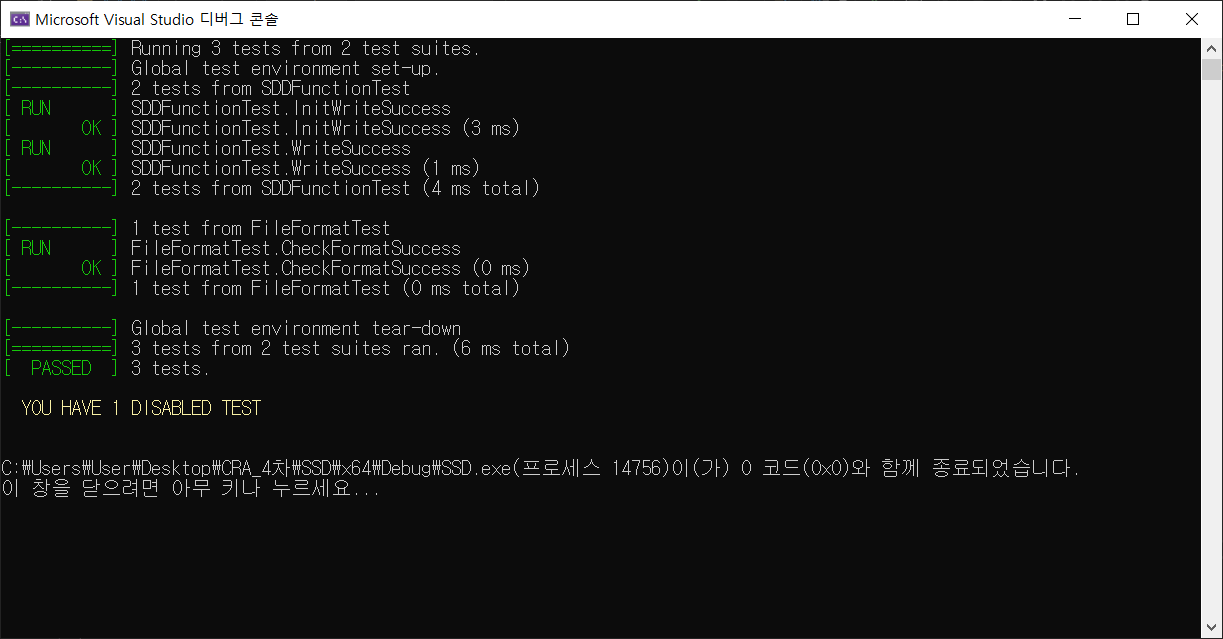 Microsoft Visual Studio 디버그 콘솔
[==========] Running 3 tests from 2 test suites.
[----------] Global test environment set-up.
[----------] 2 tests from SDDFunctionTest
[ RUN      ] SDDFunctionTest.InitWriteSuccess
[       OK ] SDDFunctionTest.InitWriteSuccess (3 ms)
[ RUN      ] SDDFunctionTest.WriteSuccess
[       OK ] SDDFunctionTest.WriteSuccess (1 ms)
[----------] 2 tests from SDDFunctionTest (4 ms total)
[----------] 1 test from FileFormatTest
[ RUN      ] FileFormatTest.CheckFormatSuccess
[       OK ] FileFormatTest.CheckFormatSuccess (0 ms)
[----------] 1 test from FileFormatTest (0 ms total)
[----------] Global test environment tear-down
[==========] 3 tests from 2 test suites ran. (6 ms total)
[  PASSED  ] 3 tests.
YOU HAVE 1 DISABLED TEST
C:₩Users₩User₩Desktop₩CRA_4차₩SSD₩x64₩Debug₩SSD.exe(프로세스 14756)이(가) 0 코드(0x0)와 함께 종료되었습니다.
이 창을 닫으려면 아무 키나 누르세요...